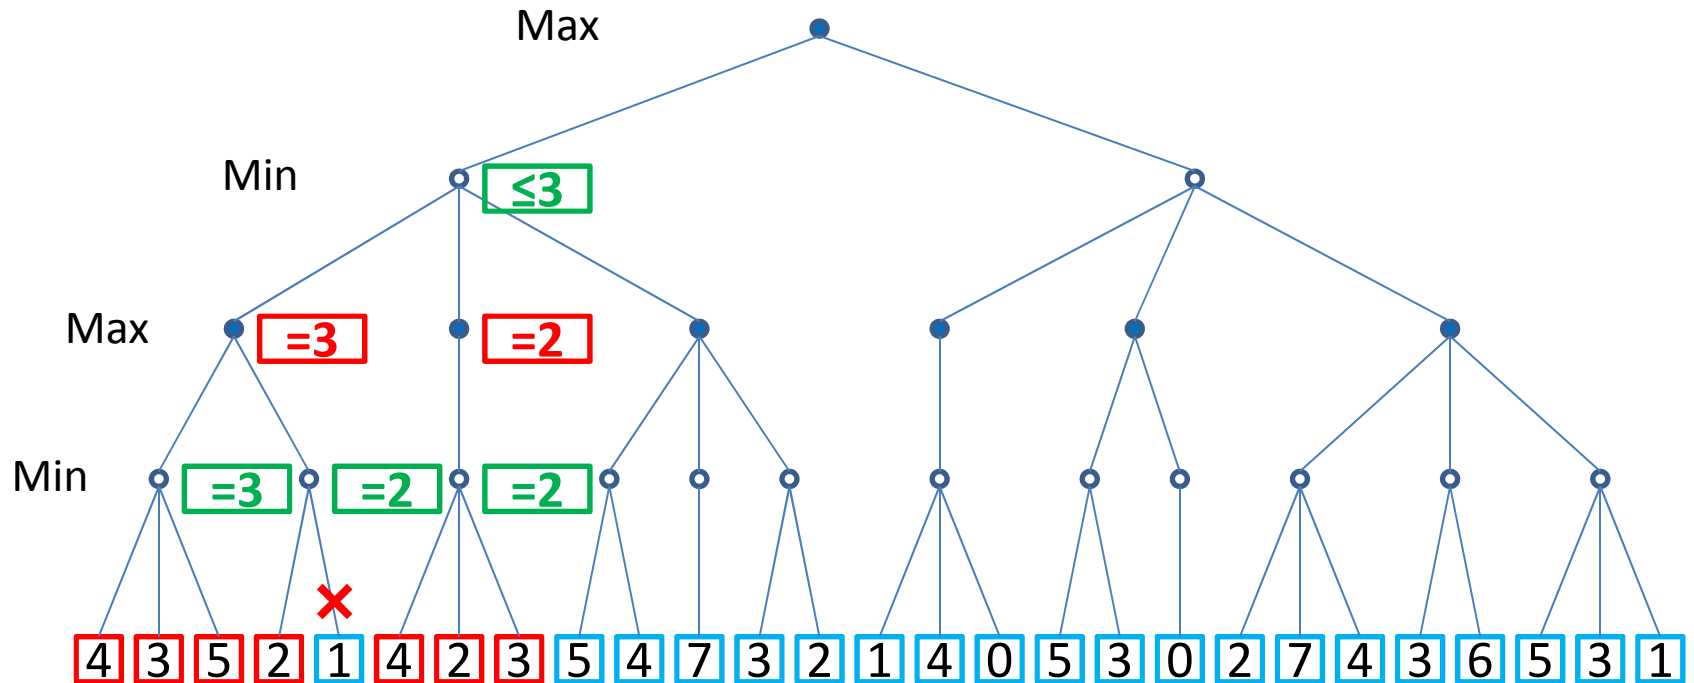 Max
Min ≤3
Max =3 =2
Min =3 =2 =2
4 3 5 2 1 4 2 3 5 4 7 3 2 1 4 0 5 3 0 2 7 4 3 6 5 3 1